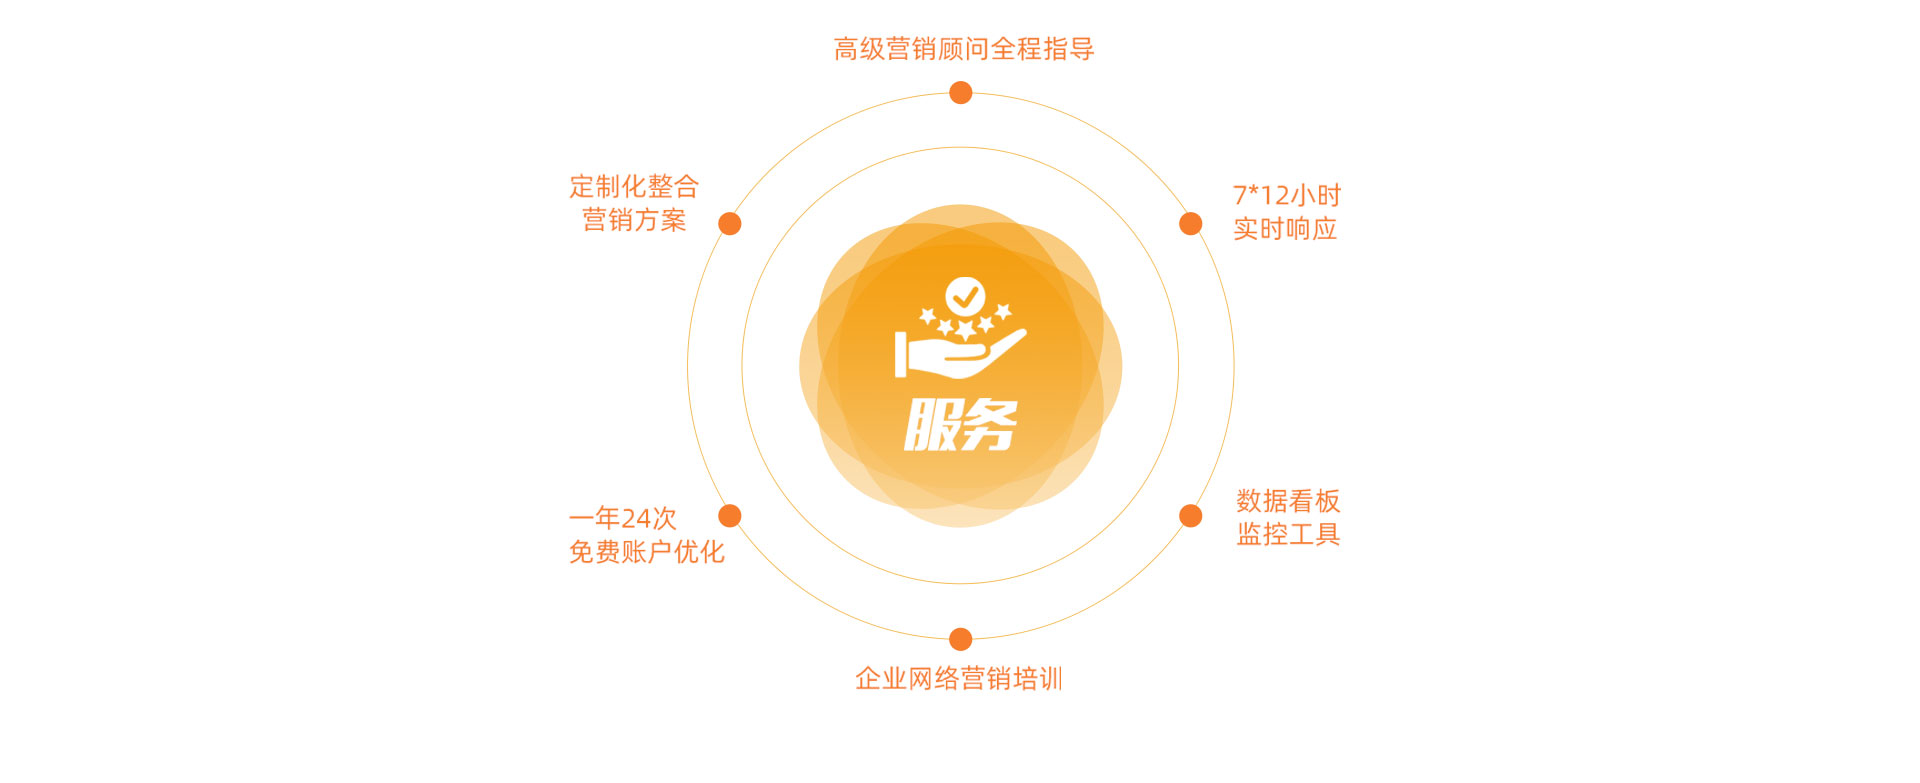 高级营销顾问全程指导
定制化整合
营销方案
7*12小时
实时响应
服务
一年24次
免费账户优化
数据看板
监控工具
企业网络营销培训